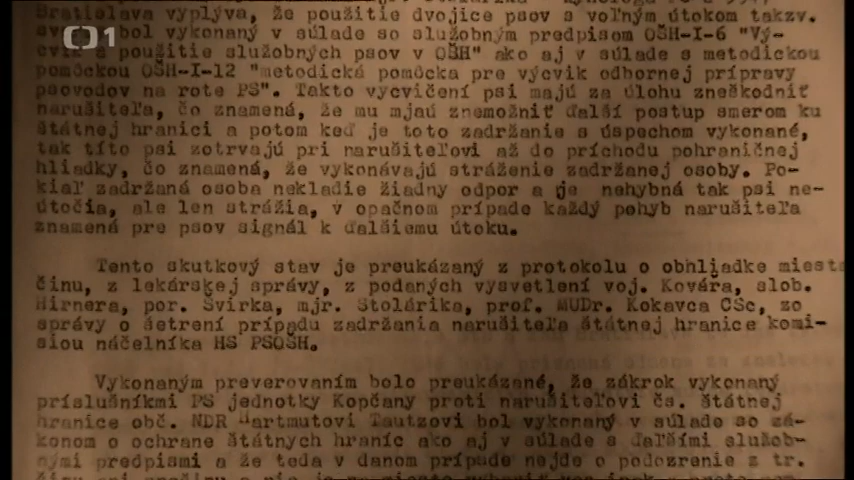 Bratislava vyplýva, že použitie dvojice psov s voľným útokom takzv.
bol vykonaný v súlade so služobným predpisom OŠH-I-6 "Vý-
cvik a použitie služobných psov v OŠH" ako aj v súlade s metodickou
pomôckou OŠH-I-12 "metodická pomôcka pre výcvik odbornej prípravy
psovodov na rote PS". Takto vycvičení psi majú za úlohu zneškodniť
narušiteľa, čo znamená, že mu mjaú znemožniť ďalší postup smerom ku
štátnej hranici a potom keď je toto zadržanie s úspechom vykonané,
tak títo psi zotrvajú pri narušiteľovi až do príchodu pohraničnej
hliadky, čo znamená, že vykonávajú stráženie zadržanej osoby. Po-
kiaľ zadržaná osoba nekladie žiadny odpor a je nehybná tak psi ne-
útočia, ale len strážia, v opačnom prípade každý pohyb narušiteľa
znamená pre psov signál k ďalšiemu útoku.
Tento skutkový stav je preukázaný z protokolu o obhliadke miesta
činu, z lekárskej správy, z podaných vysvetlení voj. Kovára, slob.
Hirnera, por. Švirka, mjr. Stolárika, prof. MUDr. Kokavca CSc, zo
správy o šetrení prípadu zadržania narušiteľa štátnej hranice komi-
siou náčelníka HS PSOŠH.
Vykonaným preverovaním bolo preukázané, že zákrok vykonaný
príslušníkmi PS jednotky Kopčany proti narušiteľovi čs. štátnej
hranice obč. NDR Hartmutovi Tautzovi bol vykonaný v súlade so zá-
konom o ochrane štátnych hraníc ako aj v súlade s ďalšími služob-
nými predpismi a že teda v danom prípade nejde o podozrenie z tr.
1